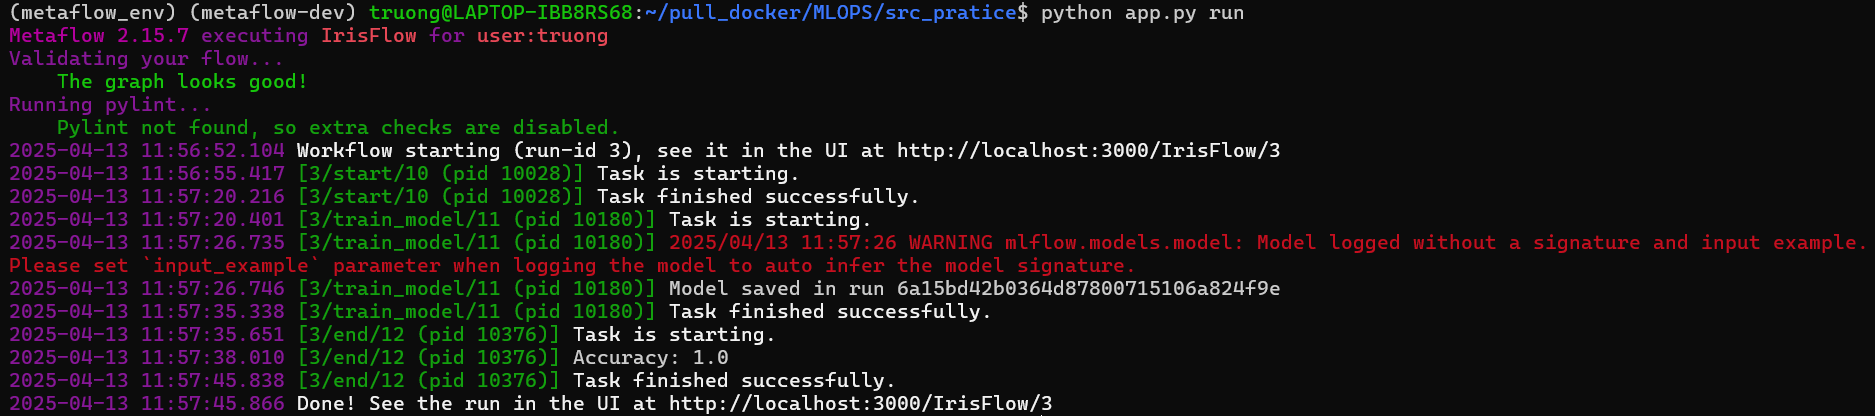 (metaflow_env) (metaflow-dev) truong@LAPTOP-IBB8RS68:~/pull_docker/MLOPS/src_pratice$ python app.py run
Metaflow 2.15.7 executing IrisFlow for user:truong
Validating your flow...
    The graph looks good!
Running pylint...
    Pylint not found, so extra checks are disabled.
2025-04-13 11:56:52.104 Workflow starting (run-id 3), see it in the UI at http://localhost:3000/IrisFlow/3
2025-04-13 11:56:55.417 [3/start/10 (pid 10028)] Task is starting.
2025-04-13 11:57:20.216 [3/start/10 (pid 10028)] Task finished successfully.
2025-04-13 11:57:20.401 [3/train_model/11 (pid 10180)] Task is starting.
2025-04-13 11:57:26.735 [3/train_model/11 (pid 10180)] 2025/04/13 11:57:26 WARNING mlflow.models.model: Model logged without a signature and input example.
Please set `input_example` parameter when logging the model to auto infer the model signature.
2025-04-13 11:57:26.746 [3/train_model/11 (pid 10180)] Model saved in run 6a15bd42b0364d87800715106a824f9e
2025-04-13 11:57:35.338 [3/train_model/11 (pid 10180)] Task finished successfully.
2025-04-13 11:57:35.651 [3/end/12 (pid 10376)] Task is starting.
2025-04-13 11:57:38.010 [3/end/12 (pid 10376)] Accuracy: 1.0
2025-04-13 11:57:45.838 [3/end/12 (pid 10376)] Task finished successfully.
2025-04-13 11:57:45.866 Done! See the run in the UI at http://localhost:3000/IrisFlow/3